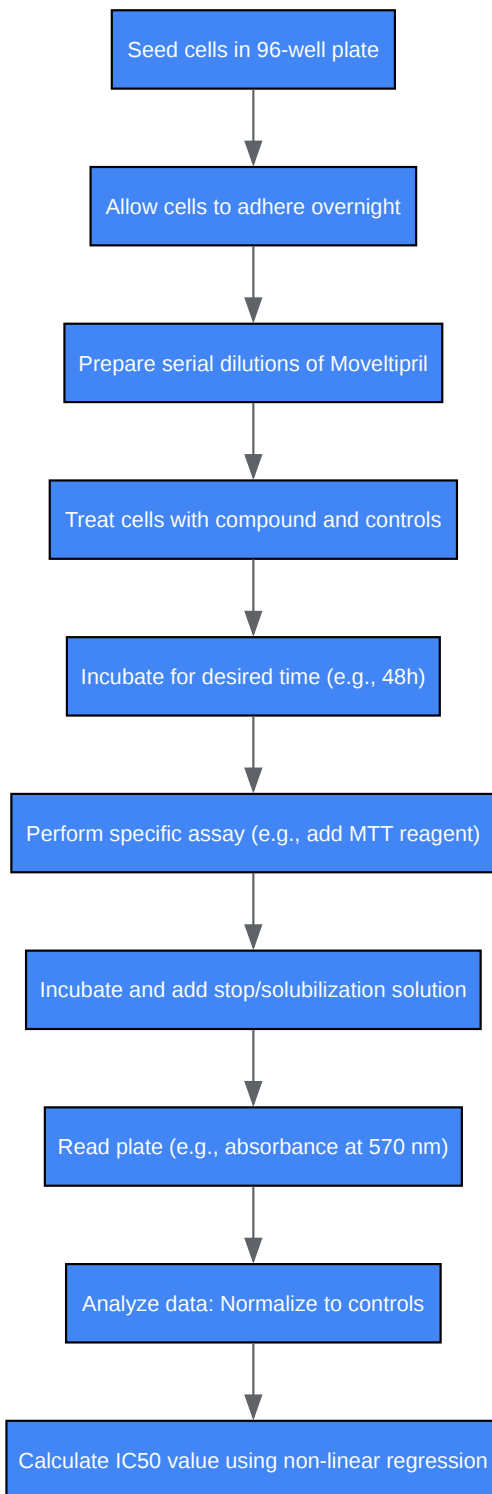 Seed cells in 96-well plate
Allow cells to adhere overnight
Prepare serial dilutions of Moveltipril
Treat cells with compound and controls
Incubate for desired time (e.g., 48h)
Perform specific assay (e.g., add MTT reagent)
Incubate and add stop/solubilization solution
Read plate (e.g., absorbance at 570 nm)
Analyze data: Normalize to controls
Calculate IC50 value using non-linear regression